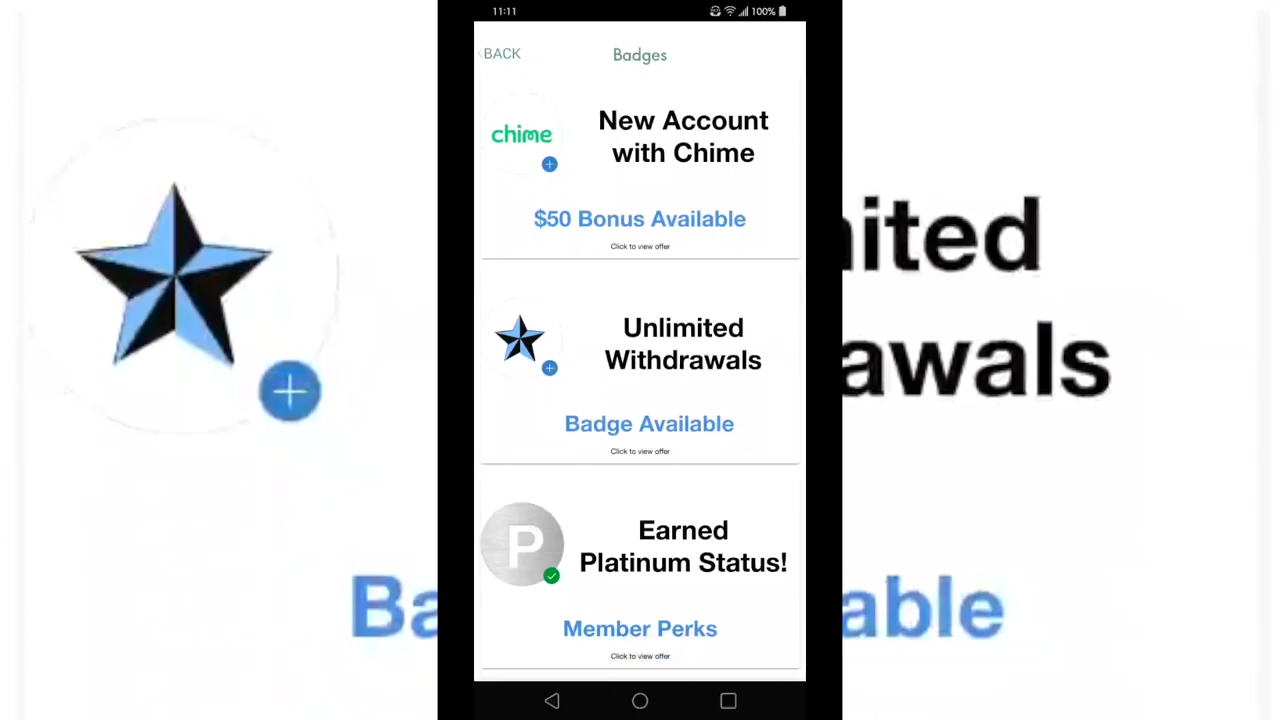 11:11
100%
BACK
Badges
chime
New Account
with Chime
$50 Bonus Available
Click to view offer
Unlimited
Withdrawals
Badge Available
Click to view offer
P
Earned
Platinum Status!
Member Perks
Click to view offer
nited
awals
Ba
able